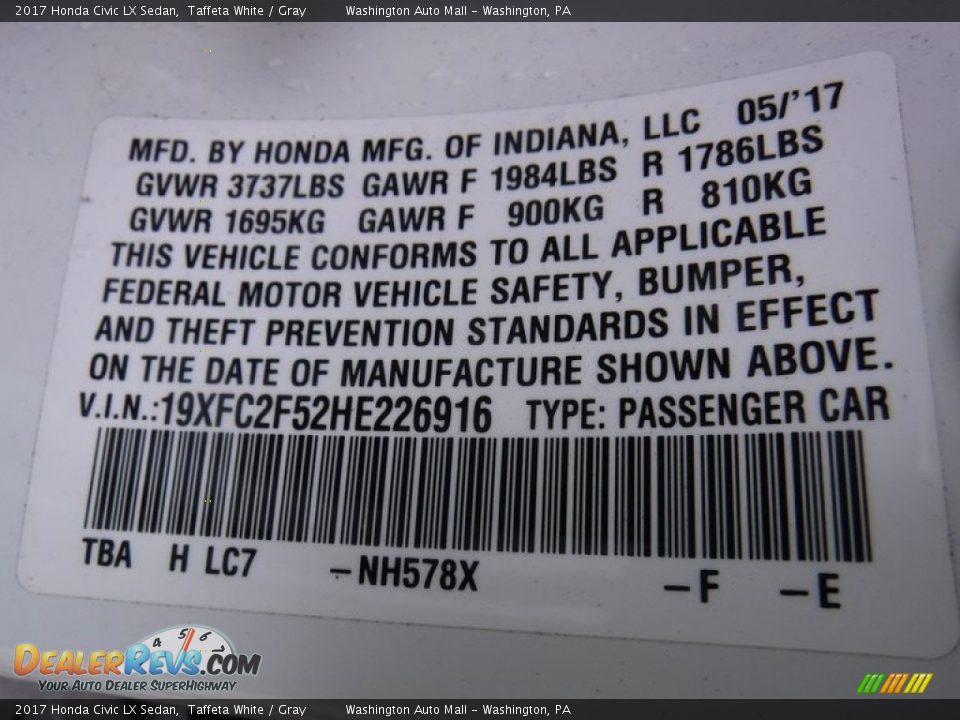 2017 Honda Civic LX Sedan, Taffeta White / Gray Washington Auto Mall - Washington, PA
MFD. BY HONDA MFG. OF INDIANA, LLC 05/'17
GVWR 3737LBS GAWR F 1984LBS R 1786LBS
GVWR 1695KG GAWR F 900KG R 810KG
THIS VEHICLE CONFORMS TO ALL APPLICABLE
FEDERAL MOTOR VEHICLE SAFETY, BUMPER,
AND THEFT PREVENTION STANDARDS IN EFFECT
ON THE DATE OF MANUFACTURE SHOWN ABOVE.
V.I.N.:19XFC2F52HE226916 TYPE: PASSENGER CAR
TBA H LC7 -NH578X -F -E
4 5 6 7
DEALERREVS.COM
YOUR AUTO DEALER SUPERHIGHWAY
2017 Honda Civic LX Sedan, Taffeta White / Gray Washington Auto Mall - Washington, PA